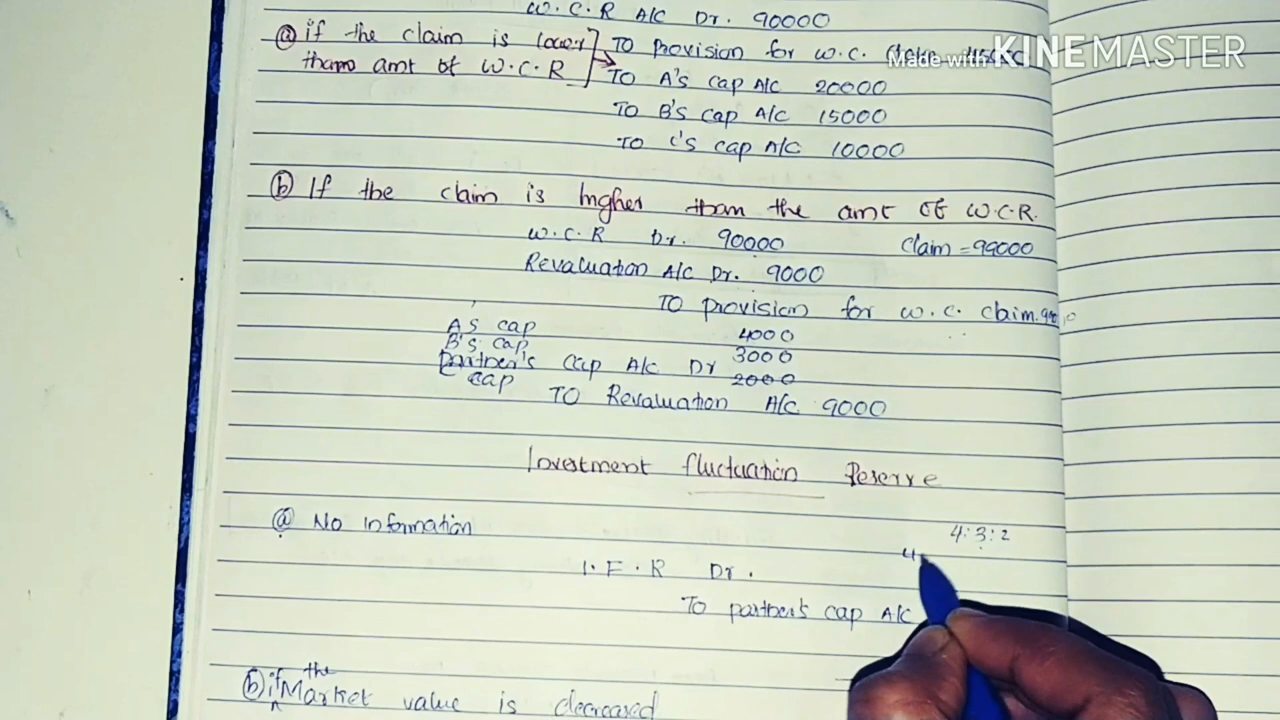 W.C.R A/C Dr. 90000
ⓐ if the claim is lower
than amt of W.C.R
TO provision for W.C.
Made with KINEMASTER
TO A's cap A/C 20000
TO B's cap A/C 15000
TO C's cap A/C 10000
ⓑ If the claim is higher than the amt of W.C.R.
W.C.R Dr. 90000 Claim = 99000
Revaluation A/C Dr. 9000
TO provision for W.C. claim
A's cap 4000
B's cap 3000
partner's cap A/C Dr 2000
cap
TO Revaluation A/C 9000
Investment fluctuation Reserve
ⓐ No information
4:3:2
4
I.F.R Dr.
To partner's cap A/C
ⓑ if the Market value is decreased